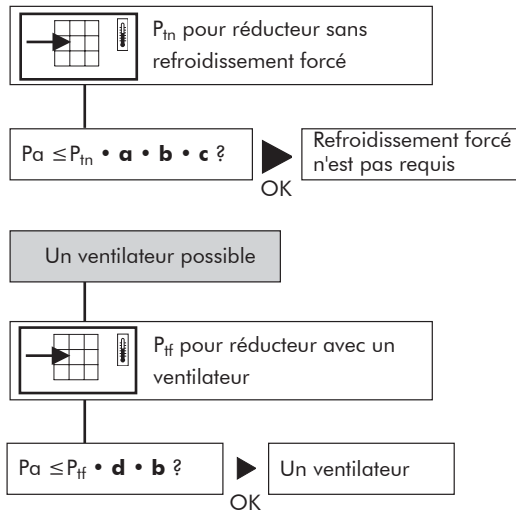 Ptn pour réducteur sans
refroidissement forcé
Pa ≤Ptn • a • b • c ?
OK
Refroidissement forcé
n'est pas requis
Un ventilateur possible
Ptf pour réducteur avec un
ventilateur
Pa ≤Ptf • d • b ?
OK
Un ventilateur